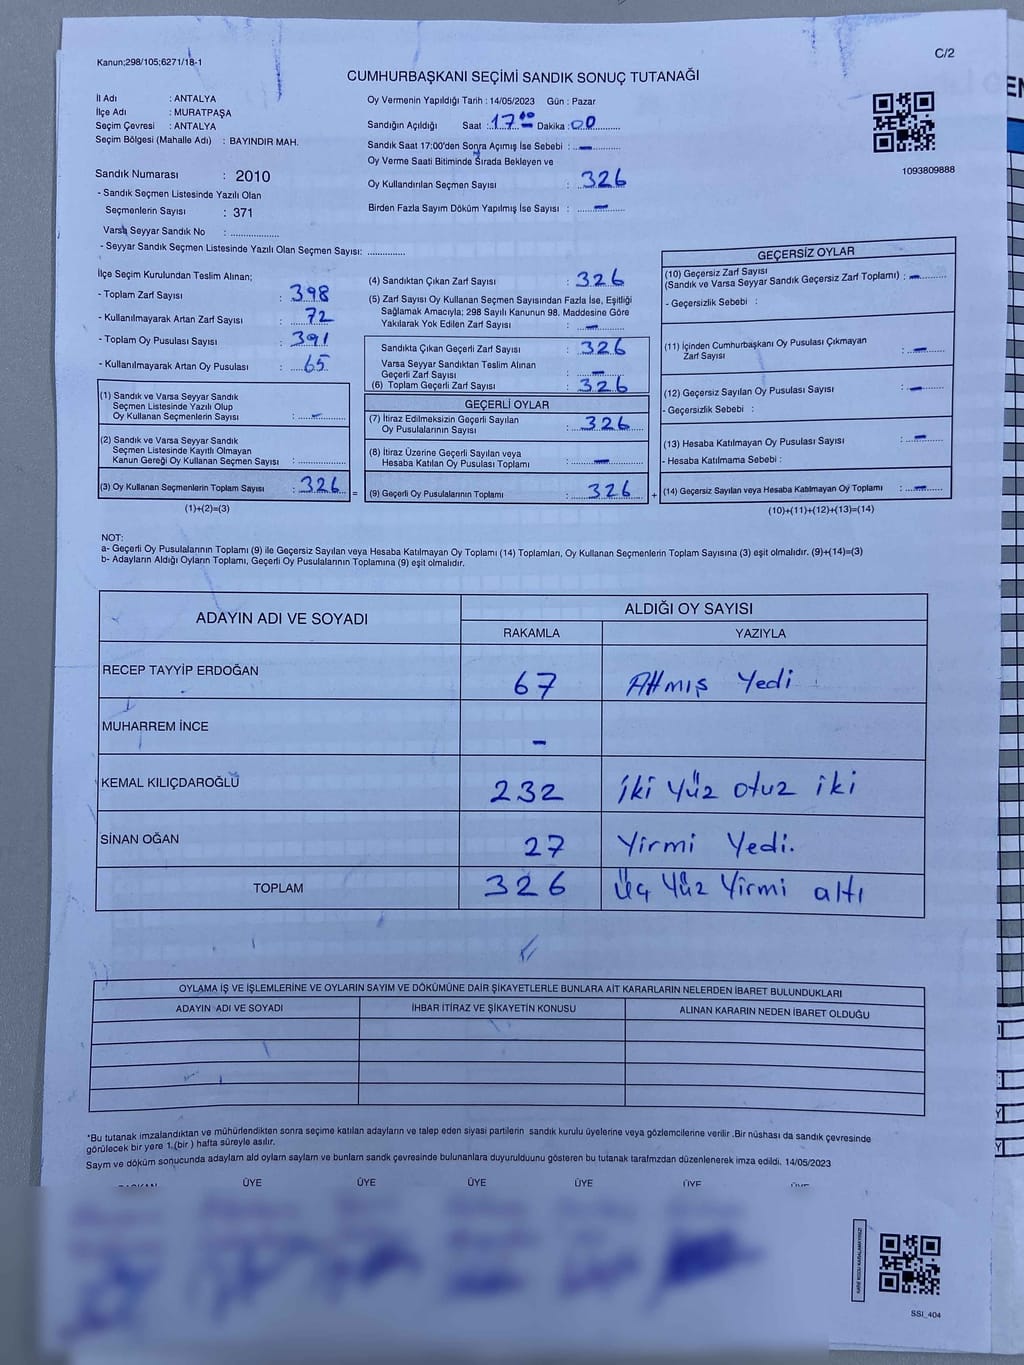 Kanun;298/105;6271/18-1
C/2
CUMHURBAŞKANI SEÇİMİ SANDIK SONUÇ TUTANAĞI
İl Adı : ANTALYA
İlçe Adı : MURATPAŞA
Seçim Çevresi : ANTALYA
Seçim Bölgesi (Mahalle Adı) : BAYINDIR MAH.
Sandık Numarası : 2010
- Sandık Seçmen Listesinde Yazılı Olan
Seçmenlerin Sayısı : 371
Varsa Seyyar Sandık No :
- Seyyar Sandık Seçmen Listesinde Yazılı Olan Seçmen Sayısı:
Oy Vermenin Yapıldığı Tarih : 14/05/2023 Gün : Pazar
Sandığın Açıldığı Saat : 17 Dakika : 00
Sandık Saat 17:00'den Sonra Açımış İse Sebebi : -
Oy Verme Saati Bitiminde Sırada Bekleyen ve
Oy Kullandırılan Seçmen Sayısı : 326
Birden Fazla Sayım Döküm Yapılmış İse Sayısı : -
1093809888
İlçe Seçim Kurulundan Teslim Alınan;
- Toplam Zarf Sayısı : 398
- Kullanılmayarak Artan Zarf Sayısı : 72
- Toplam Oy Pusulası Sayısı : 391
- Kullanılmayarak Artan Oy Pusulası : 65
(1) Sandık ve Varsa Seyyar Sandık
Seçmen Listesinde Yazılı Olup
Oy Kullanan Seçmenlerin Sayısı : -
(2) Sandık ve Varsa Seyyar Sandık
Seçmen Listesinde Kayıtlı Olmayan
Kanun Gereği Oy Kullanan Seçmen Sayısı :
(3) Oy Kullanan Seçmenlerin Toplam Sayısı : 326 =
(1)+(2)=(3)
(4) Sandıktan Çıkan Zarf Sayısı : 326
(5) Zarf Sayısı Oy Kullanan Seçmen Sayısından Fazla İse, Eşitliği
Sağlamak Amacıyla; 298 Sayılı Kanunun 98. Maddesine Göre
Yakılarak Yok Edilen Zarf Sayısı : -
Sandıkta Çıkan Geçerli Zarf Sayısı : 326
Varsa Seyyar Sandıktan Teslim Alınan
Geçerli Zarf Sayısı : -
(6) Toplam Geçerli Zarf Sayısı : 326
GEÇERLİ OYLAR
(7) İtiraz Edilmeksizin Geçerli Sayılan
Oy Pusulalarının Sayısı : 326
(8) İtiraz Üzerine Geçerli Sayılan veya
Hesaba Katılan Oy Pusulası Toplamı : -
(9) Geçerli Oy Pusulalarının Toplamı : 326 +
GEÇERSİZ OYLAR
(10) Geçersiz Zarf Sayısı
(Sandık ve Varsa Seyyar Sandık Geçersiz Zarf Toplamı) : -
- Geçersizlik Sebebi :
(11) İçinden Cumhurbaşkanı Oy Pusulası Çıkmayan
Zarf Sayısı : -
(12) Geçersiz Sayılan Oy Pusulası Sayısı : -
- Geçersizlik Sebebi :
(13) Hesaba Katılmayan Oy Pusulası Sayısı : -
- Hesaba Katılmama Sebebi :
(14) Geçersiz Sayılan veya Hesaba Katılmayan Oy Toplamı : -
(10)+(11)+(12)+(13)=(14)
NOT:
a- Geçerli Oy Pusulalarının Toplamı (9) ile Geçersiz Sayılan veya Hesaba Katılmayan Oy Toplamı (14) Toplamları, Oy Kullanan Seçmenlerin Toplam Sayısına (3) eşit olmalıdır. (9)+(14)=(3)
b- Adayların Aldığı Oyların Toplamı, Geçerli Oy Pusulalarının Toplamına (9) eşit olmalıdır.
ADAYIN ADI VE SOYADI ALDIĞI OY SAYISI
RAKAMLA YAZIYLA
RECEP TAYYİP ERDOĞAN 67 Atmış Yedi
MUHARREM İNCE -
KEMAL KILIÇDAROĞLU 232 iki Yüz otuz iki
SİNAN OĞAN 27 Yirmi Yedi.
TOPLAM 326 Üç Yüz Yirmi altı
OYLAMA İŞ VE İŞLEMLERİNE VE OYLARIN SAYIM VE DÖKÜMÜNE DAİR ŞİKAYETLERLE BUNLARA AİT KARARLARIN NELERDEN İBARET BULUNDUKLARI
ADAYIN ADI VE SOYADI İHBAR İTİRAZ VE ŞİKAYETİN KONUSU ALINAN KARARIN NEDEN İBARET OLDUĞU
*Bu tutanak imzalandıktan ve mühürlendikten sonra seçime katılan adayların ve talep eden siyasi partilerin sandık kurulu üyelerine veya gözlemcilerine verilir .Bir nüshası da sandık çevresinde
görülecek bir yere 1.(bir ) hafta süreyle asılır.
Saym ve döküm sonucunda adaylarn ald oylarn saylarn ve bunlarn sandk çevresinde bulunanlara duyurulduunu gösteren bu tutanak tarafmzdan düzenlenerek imza edildi. 14/05/2023
ÜYE ÜYE ÜYE ÜYE ÜYE
SSI_404